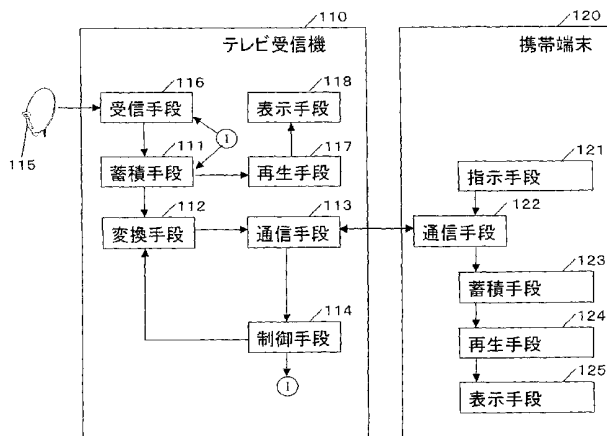 110
テレビ受信機
120
携帯端末
116
受信手段
118
表示手段
115
1
111
蓄積手段
117
再生手段
121
指示手段
112
変換手段
113
通信手段
122
通信手段
123
蓄積手段
114
制御手段
124
再生手段
1
125
表示手段